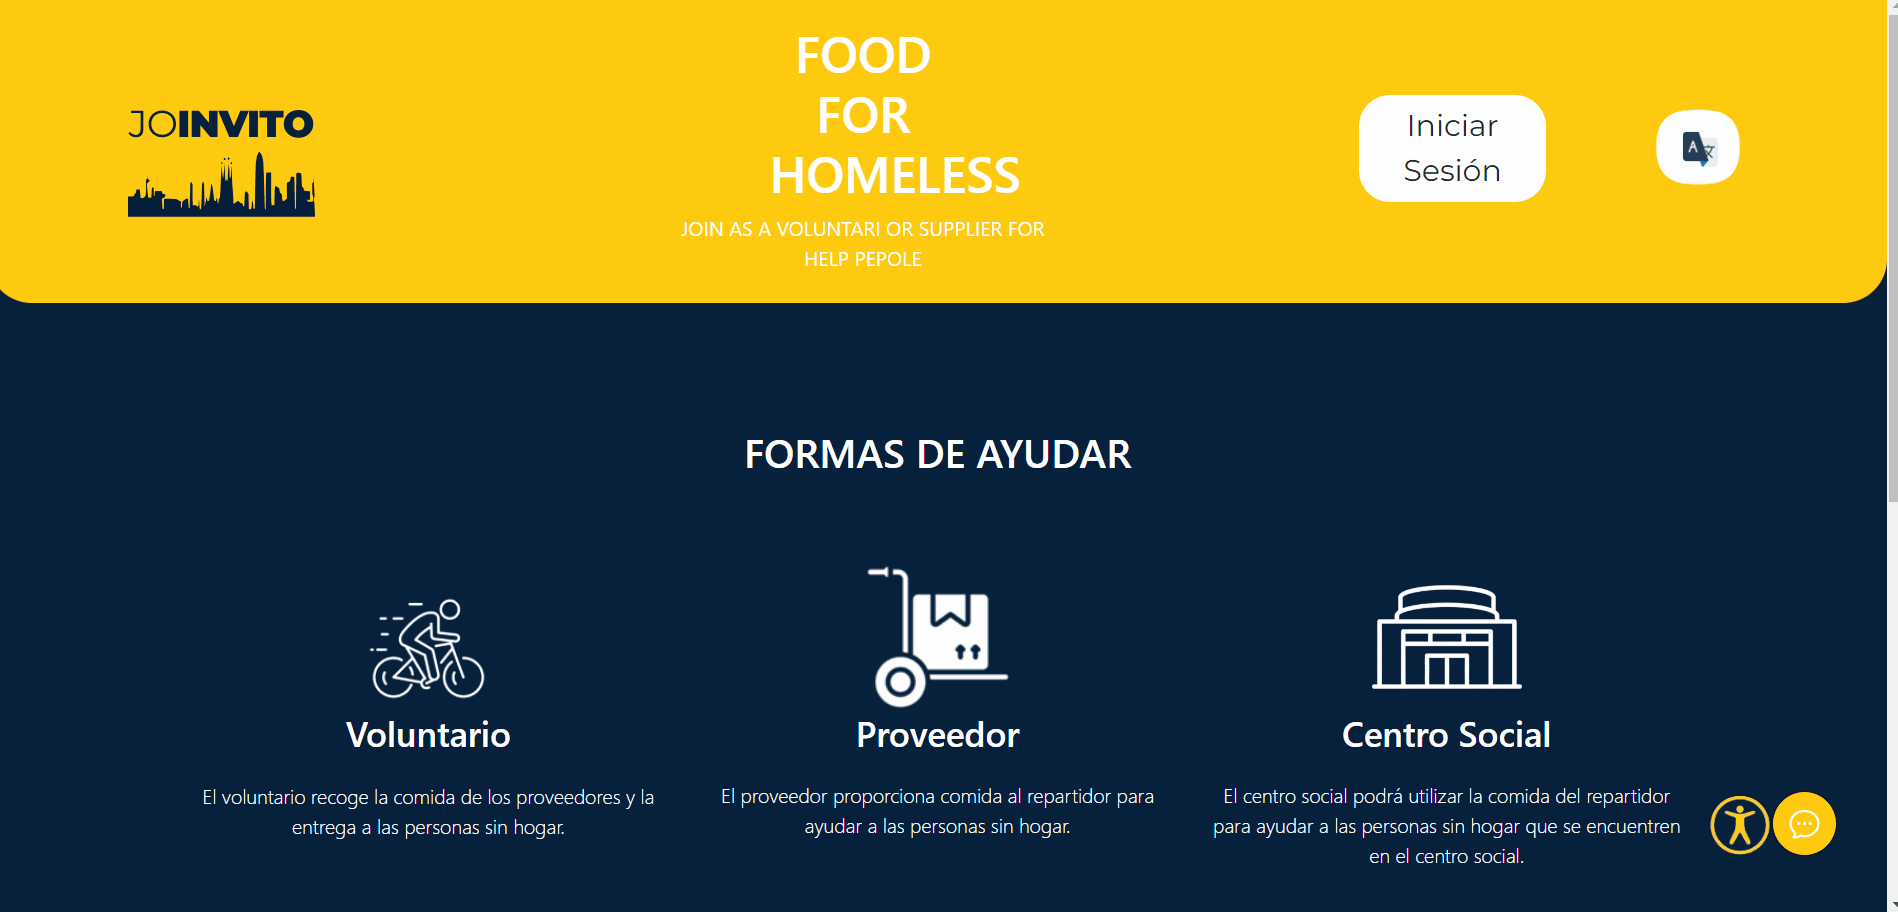 JOINVITO
FOOD
FOR
HOMELESS
JOIN AS A VOLUNTARI OR SUPPLIER FOR
HELP PEPOLE
Iniciar
Sesión
A 文
FORMAS DE AYUDAR
Voluntario
El voluntario recoge la comida de los proveedores y la
entrega a las personas sin hogar.
Proveedor
El proveedor proporciona comida al repartidor para
ayudar a las personas sin hogar.
Centro Social
El centro social podrá utilizar la comida del repartidor
para ayudar a las personas sin hogar que se encuentren
en el centro social.